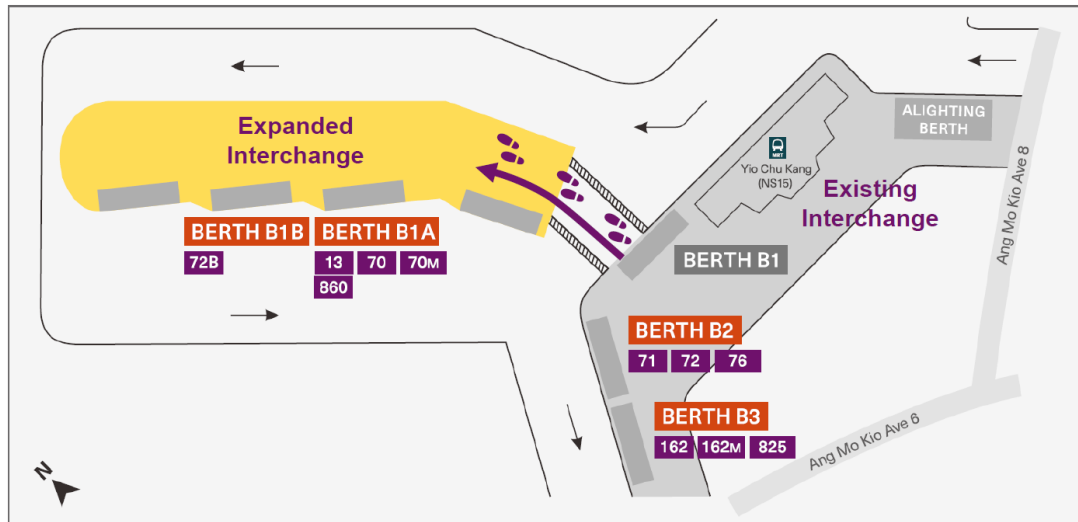 Expanded
Interchange
BERTH B1B
72B
BERTH B1A
13 70 70M
860
ALIGHTING
BERTH
MRT
Yio Chu Kang
(NS15)
Existing
Interchange
BERTH B1
BERTH B2
71 72 76
BERTH B3
162 162M 825
Ang Mo Kio Ave 8
Ang Mo Kio Ave 6
N